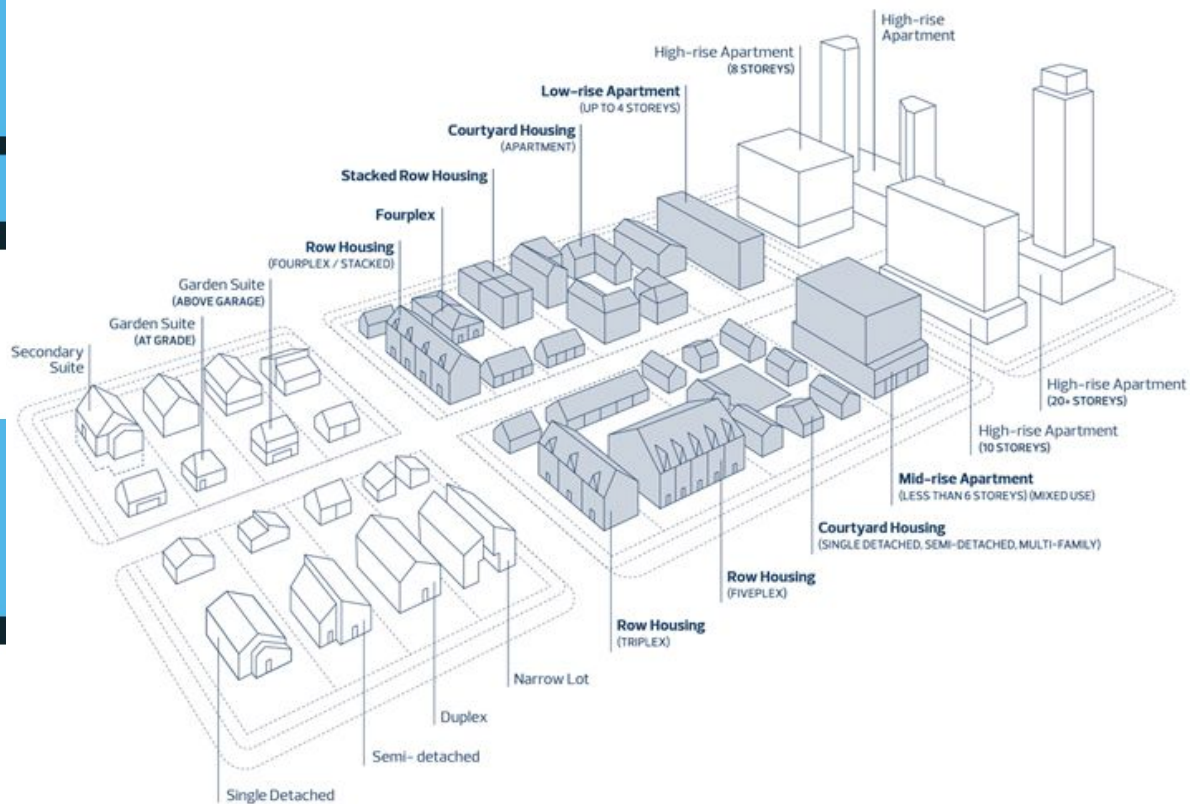 High-rise
Apartment
High-rise Apartment
(8 STOREYS)
Low-rise Apartment
(UP TO 4 STOREYS)
Courtyard Housing
(APARTMENT)
Stacked Row Housing
Fourplex
Row Housing
(FOURPLEX / STACKED)
Garden Suite
(ABOVE GARAGE)
Garden Suite
(AT GRADE)
Secondary
Suite
High-rise Apartment
(20+ STOREYS)
High-rise Apartment
(10 STOREYS)
Mid-rise Apartment
(LESS THAN 6 STOREYS) (MIXED USE)
Courtyard Housing
(SINGLE DETACHED, SEMI-DETACHED, MULTI-FAMILY)
Row Housing
(FIVEPLEX)
Row Housing
(TRIPLEX)
Narrow Lot
Duplex
Semi- detached
Single Detached